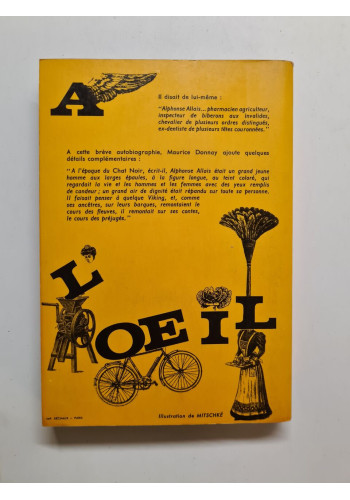 A
Il disait de lui-même :
"Alphonse Allais... pharmacien agriculteur,
inspecteur de biberons aux invalides,
chevalier de plusieurs ordres distingués,
ex-dentiste de plusieurs têtes couronnées."
A cette brève autobiographie, Maurice Donnay ajoute quelques
détails complémentaires :
"A l'époque du Chat Noir, écrit-il, Alphonse Allais était un grand jeune
homme aux larges épaules, à la figure longue, au teint coloré, qui
regardait la vie et les hommes et les femmes avec des yeux remplis
de candeur ; un grand air de dignité était répandu sur toute sa personne.
Il faisait penser à quelque Viking, et, comme
ses ancêtres, sur leurs barques, remontaient le
cours des fleuves, il remontait sur ses contes,
le cours des préjugés."
L'OEIL
Illustration de MITSCHKÉ